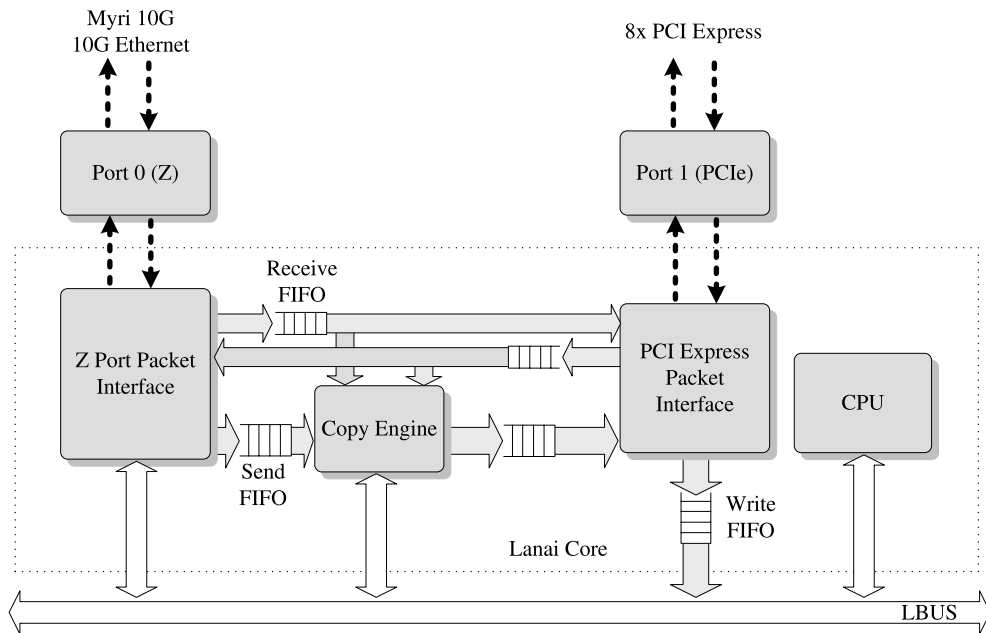 Myri 10G
10G Ethernet
8x PCI Express
Port 0 (Z)
Port 1 (PCIe)
Receive
FIFO
Z Port Packet
Interface
PCI Express
Packet
Interface
CPU
Copy Engine
Send
FIFO
Write
FIFO
Lanai Core
LBUS